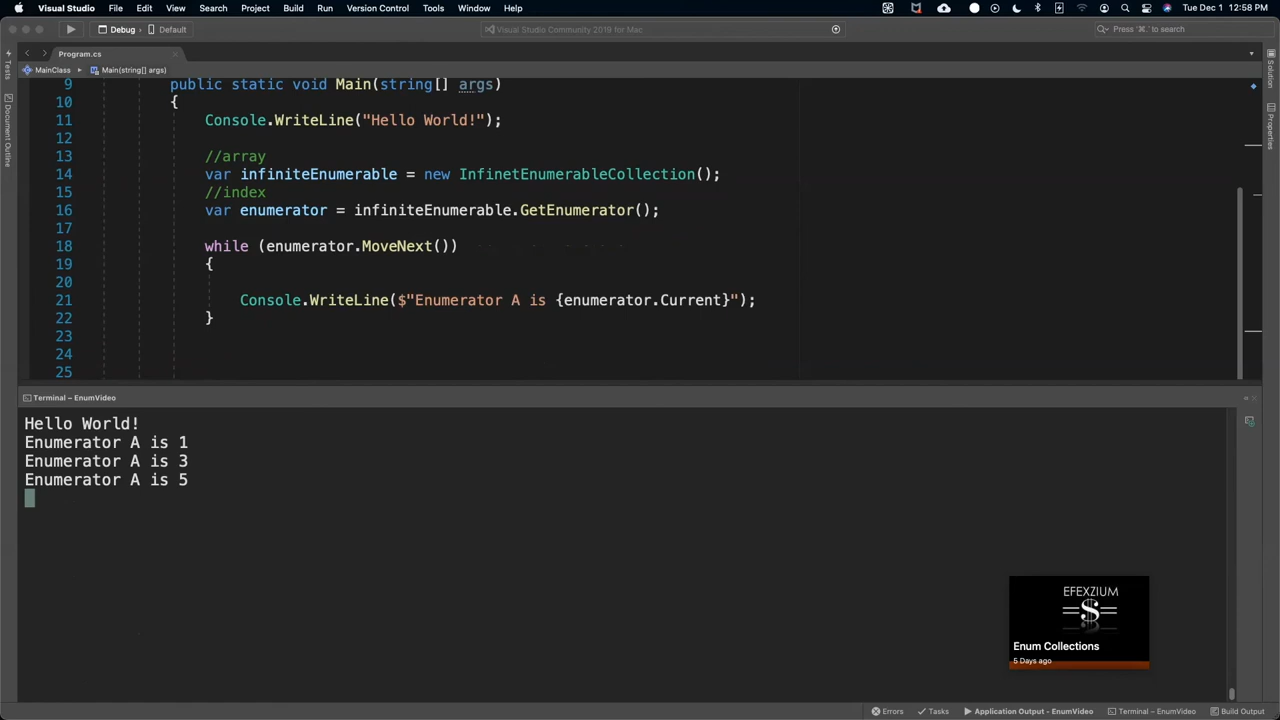 Visual Studio File Edit View Search Project Build Run Version Control Tools Window Help Tue Dec 1 12:58 PM
Debug Default Visual Studio Community 2019 for Mac Press '⌘.' to search
Program.cs
MainClass Main(string[] args)
Tests
Document Outline
Solution
Properties
9 public static void Main(string[] args)
10 {
11 Console.WriteLine("Hello World!");
12
13 //array
14 var infiniteEnumerable = new InfinetEnumerableCollection();
15 //index
16 var enumerator = infiniteEnumerable.GetEnumerator();
17
18 while (enumerator.MoveNext())
19 {
20
21 Console.WriteLine($"Enumerator A is {enumerator.Current}");
22 }
23
24
25
Terminal – EnumVideo
Hello World!
Enumerator A is 1
Enumerator A is 3
Enumerator A is 5
EFEXZIUM
Enum Collections
5 Days ago
Errors Tasks Application Output - EnumVideo Terminal – EnumVideo Build Output